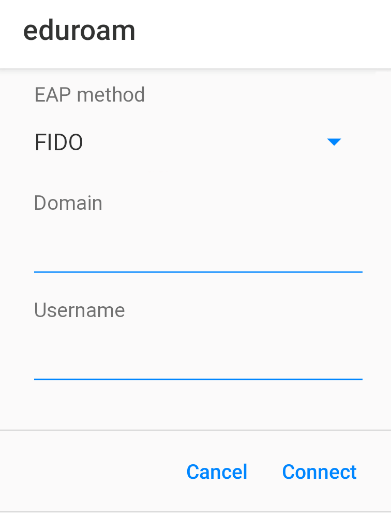 eduroam
EAP method
FIDO
Domain
Username
Cancel Connect